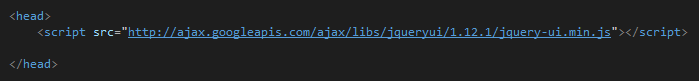 <head>
<script src="http://ajax.googleapis.com/ajax/libs/jqueryui/1.12.1/jquery-ui.min.js"></script>
</head>